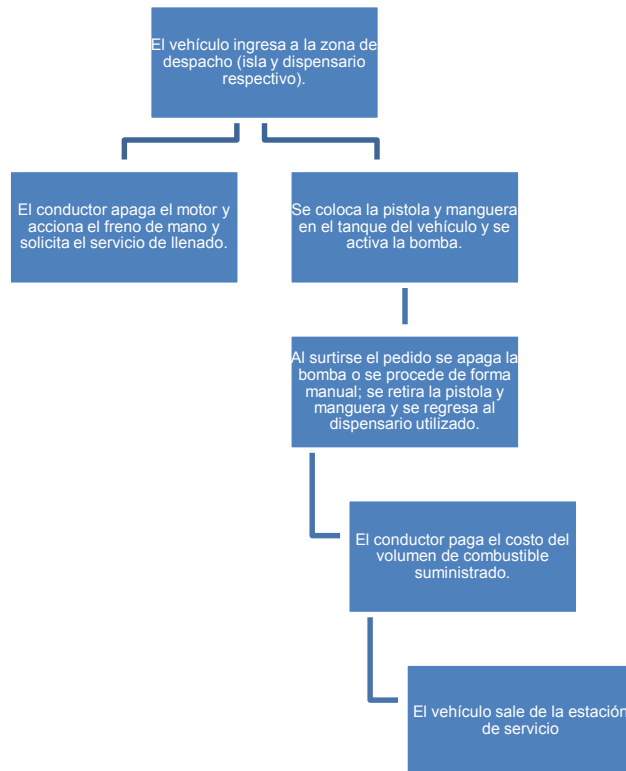 El vehículo ingresa a la zona de
despacho (isla y dispensario
respectivo).
El conductor apaga el motor y
acciona el freno de mano y
solicita el servicio de llenado.
Se coloca la pistola y manguera
en el tanque del vehículo y se
activa la bomba.
Al surtirse el pedido se apaga la
bomba o se procede de forma
manual; se retira la pistola y
manguera y se regresa al
dispensario utilizado.
El conductor paga el costo del
volumen de combustible
suministrado.
El vehículo sale de la estación
de servicio